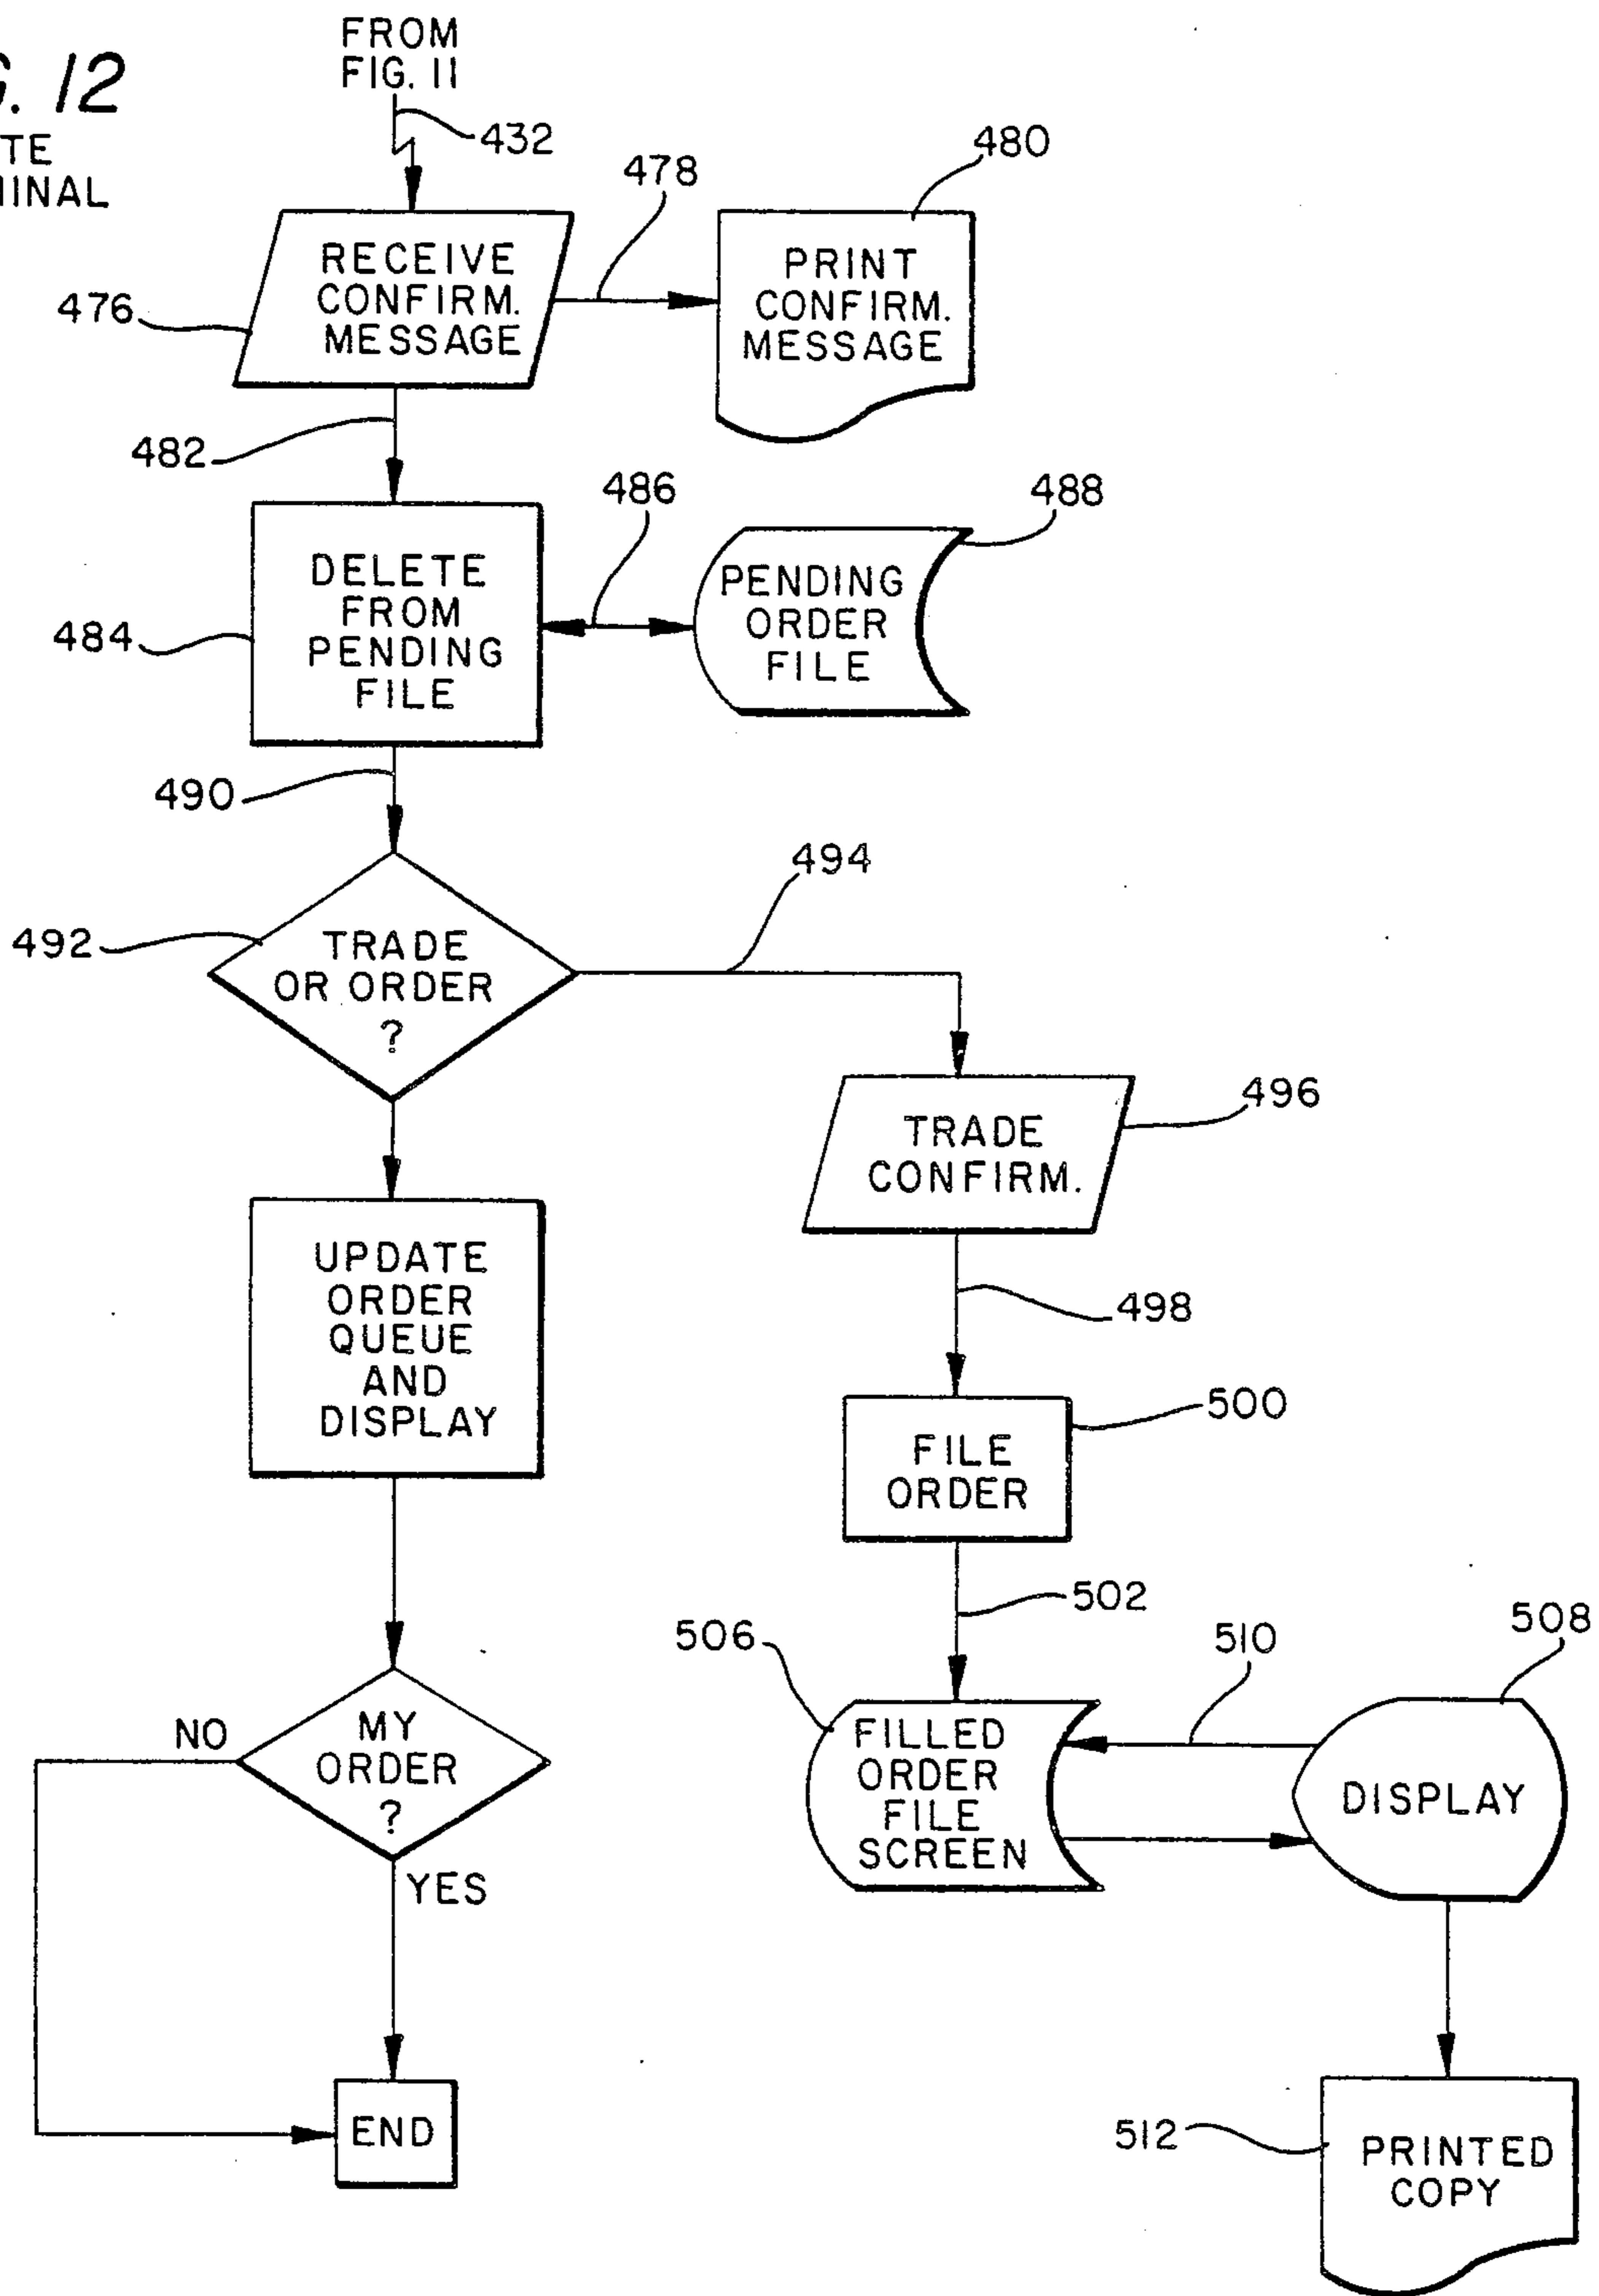 12
FROM
FIG. 11
432
478
480
RECEIVE
CONFIRM.
MESSAGE
476
PRINT
CONFIRM.
MESSAGE
482
486
488
DELETE
FROM
PENDING
FILE
484
PENDING
ORDER
FILE
490
494
492
TRADE
OR ORDER
?
496
TRADE
CONFIRM.
UPDATE
ORDER
QUEUE
AND
DISPLAY
498
500
FILE
ORDER
502
506
510
508
NO
MY
ORDER
?
YES
FILLED
ORDER
FILE
SCREEN
DISPLAY
END
512
PRINTED
COPY